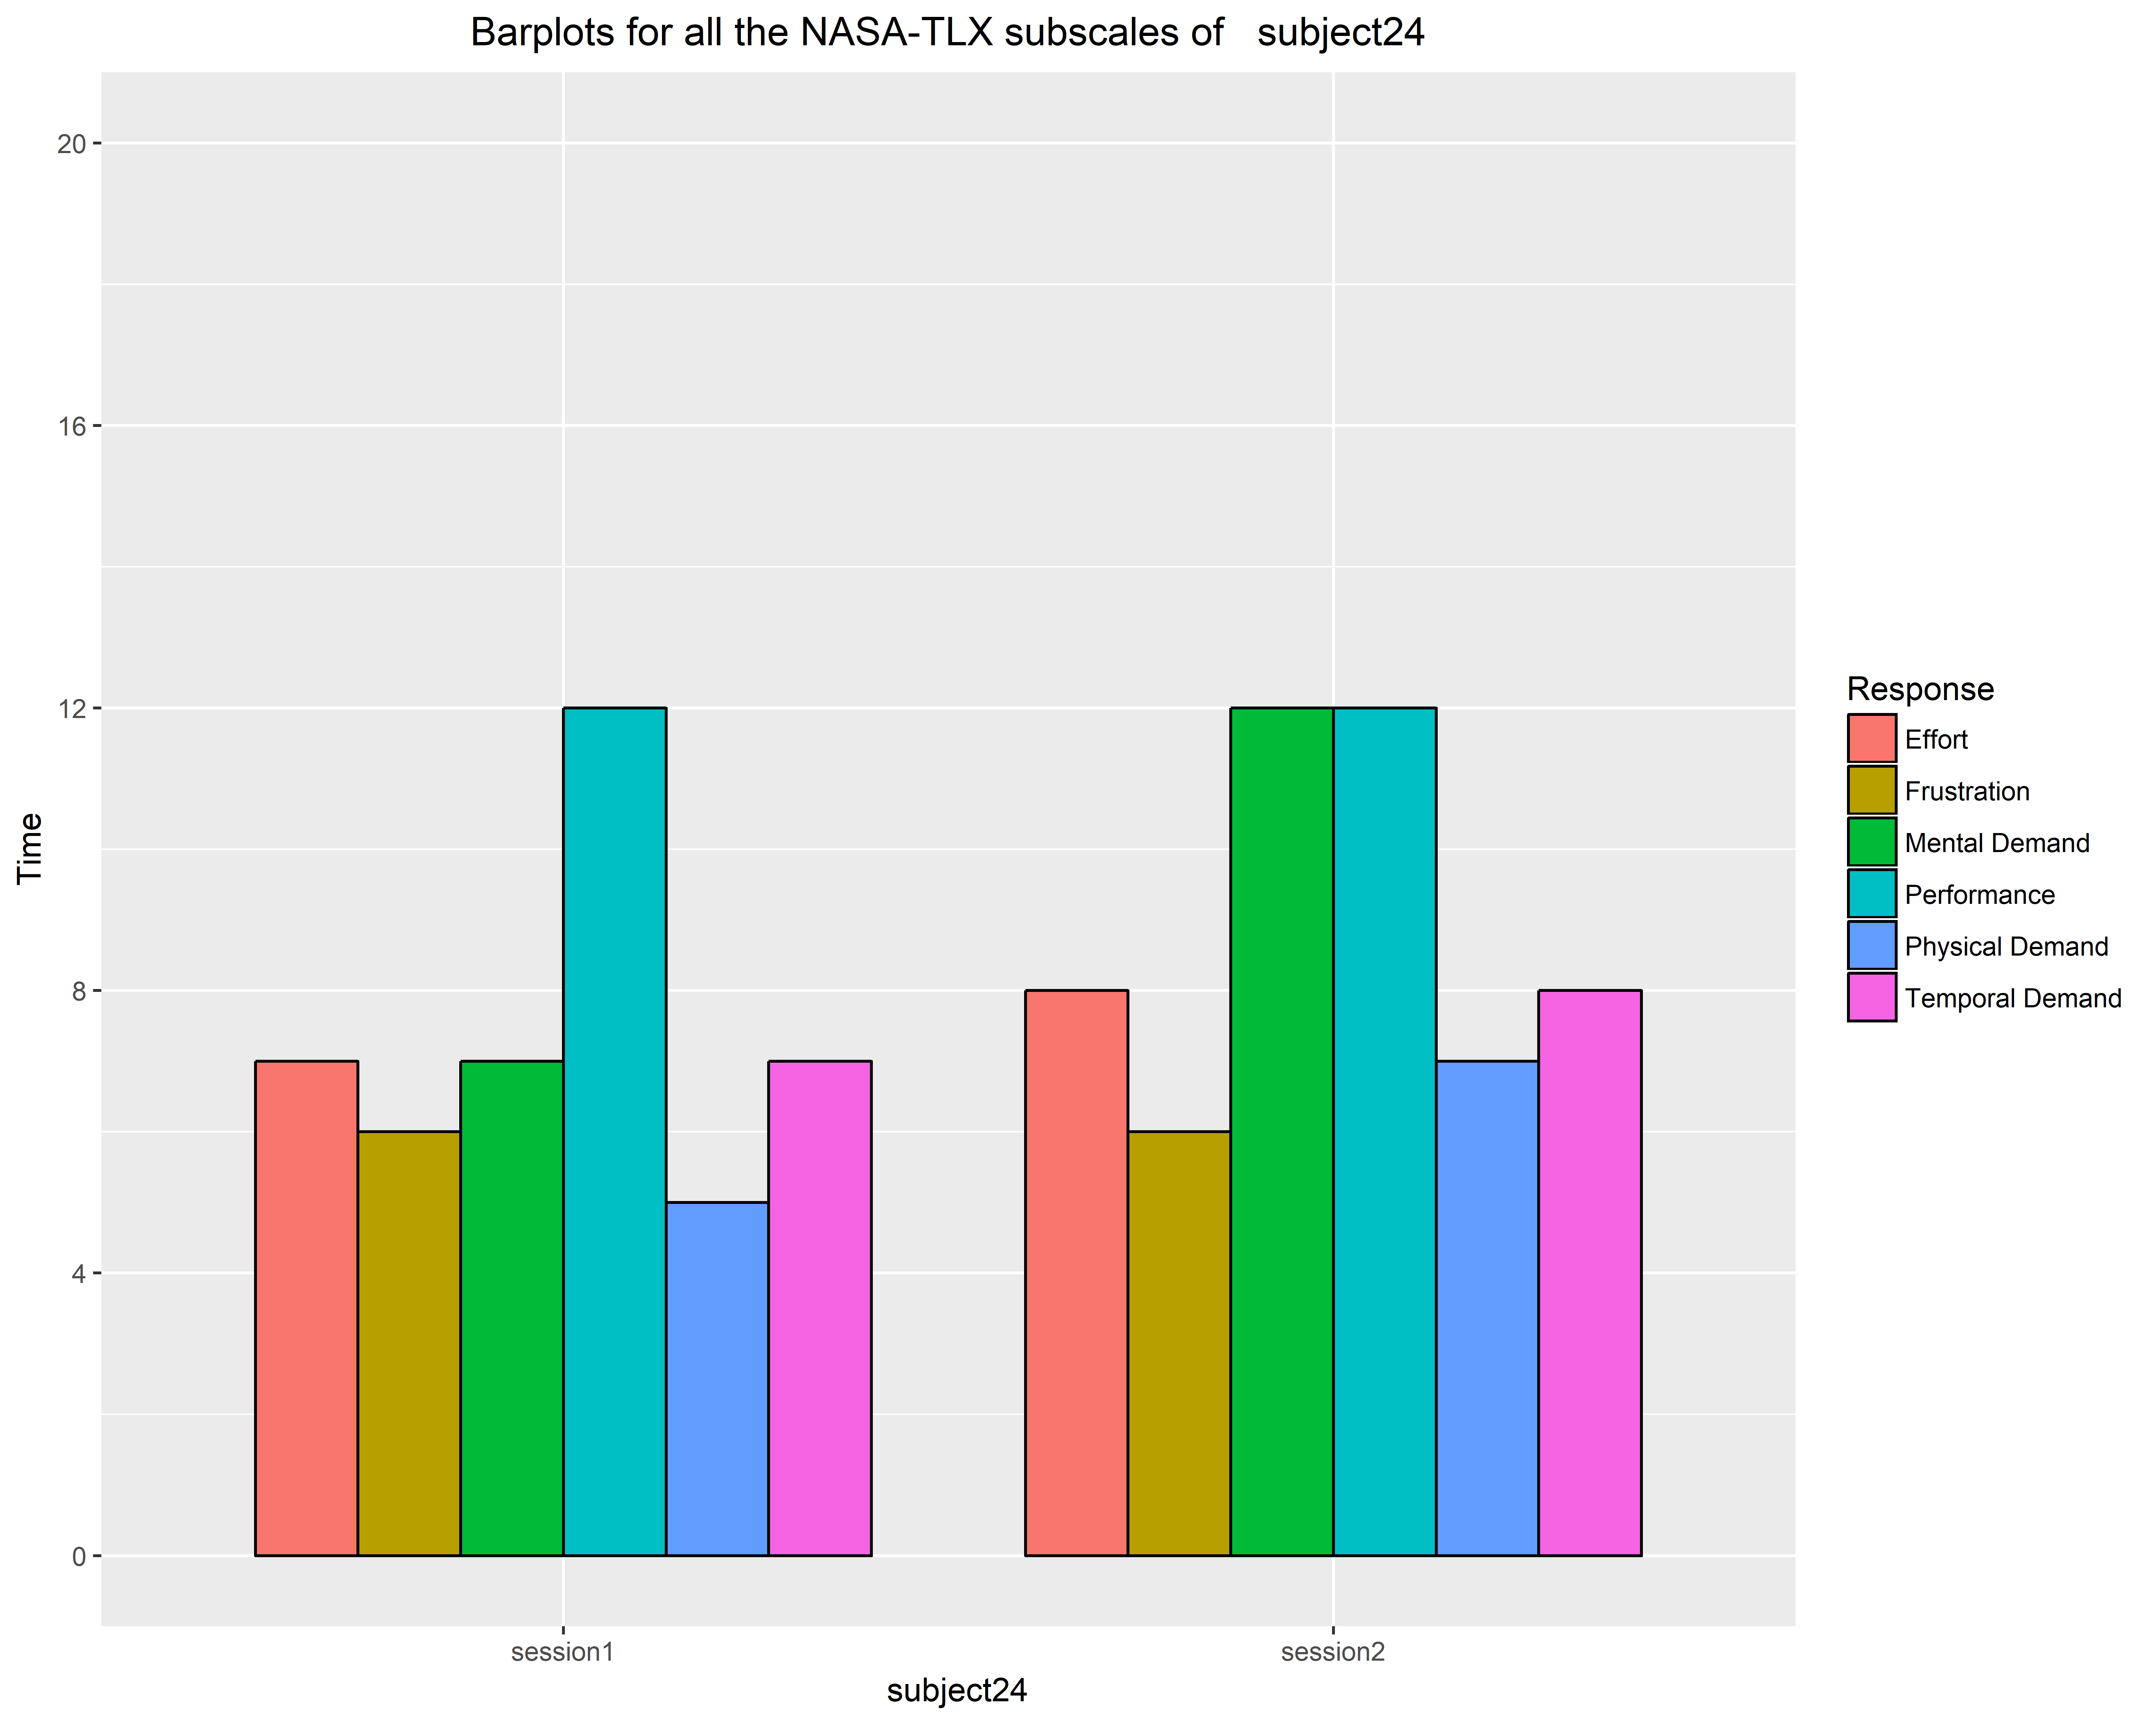 Barplots for all the NASA-TLX subscales of   subject24
20
16
12
8
4
0
Time
session1
session2
subject24
Response
Effort
Frustration
Mental Demand
Performance
Physical Demand
Temporal Demand